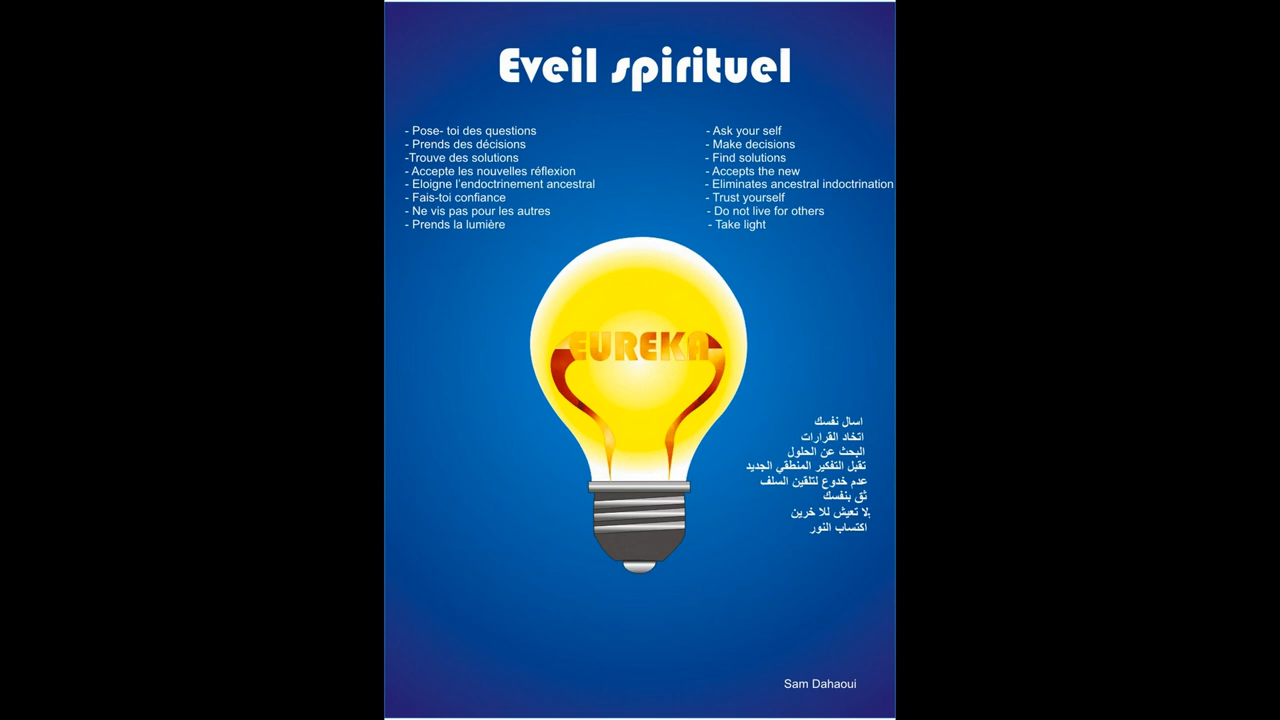 Eveil spirituel
- Pose- toi des questions
- Prends des décisions
-Trouve des solutions
- Accepte les nouvelles réflexion
- Eloigne l'endoctrinement ancestral
- Fais-toi confiance
- Ne vis pas pour les autres
- Prends la lumière
- Ask your self
- Make decisions
- Find solutions
- Accepts the new
- Eliminates ancestral indoctrination
- Trust yourself
- Do not live for others
- Take light
EUREKA
اسال نفسك
اتخاد القرارات
البحث عن الحلول
تقبل التفكير المنطقي الجديد
عدم خدوع لتلقين السلف
ثق بنفسك
لا تعيش للا خرين.
اكتساب النور
Sam Dahaoui